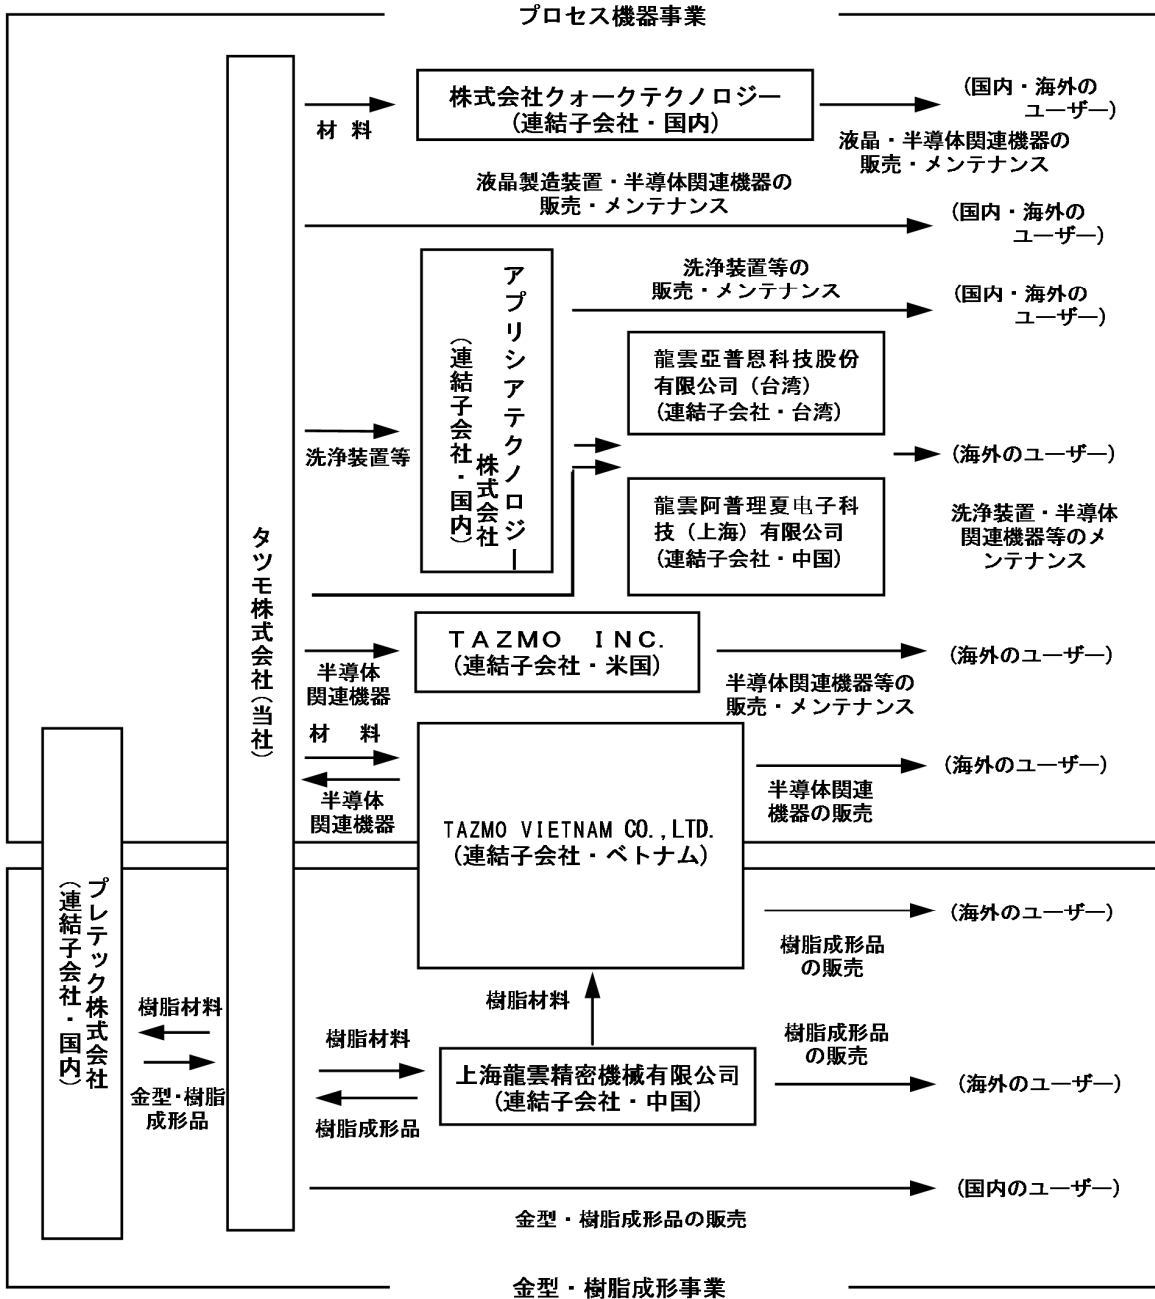 プロセス機器事業
株式会社クォークテクノロジー
(連結子会社・国内)
材 料
(国内・海外の
ユーザー)
液晶・半導体関連機器の
販売・メンテナンス
液晶製造装置・半導体関連機器の
販売・メンテナンス
(国内・海外の
ユーザー)
アプリシアテクノロジー
株式会社
(連結子会社・国内)
洗浄装置等の
販売・メンテナンス
(国内・海外の
ユーザー)
龍雲亞普恩科技股份
有限公司(台湾)
(連結子会社・台湾)
洗浄装置等
(海外のユーザー)
龍雲阿普理夏电子科
技(上海)有限公司
(連結子会社・中国)
洗浄装置・半導体
関連機器等のメ
ンテナンス
タツモ株式会社(当社)
TAZMO INC.
(連結子会社・米国)
半導体
関連機器
(海外のユーザー)
半導体関連機器等の
販売・メンテナンス
材 料
半導体
関連機器
TAZMO VIETNAM CO.,LTD.
(連結子会社・ベトナム)
(海外のユーザー)
半導体関連
機器の販売
プレテック株式会社
(連結子会社・国内)
(海外のユーザー)
樹脂成形品
の販売
樹脂材料
樹脂材料
金型・樹脂
成形品
樹脂材料
上海龍雲精密機械有限公司
(連結子会社・中国)
樹脂成形品
樹脂成形品
の販売
(海外のユーザー)
(国内のユーザー)
金型・樹脂成形品の販売
金型・樹脂成形事業